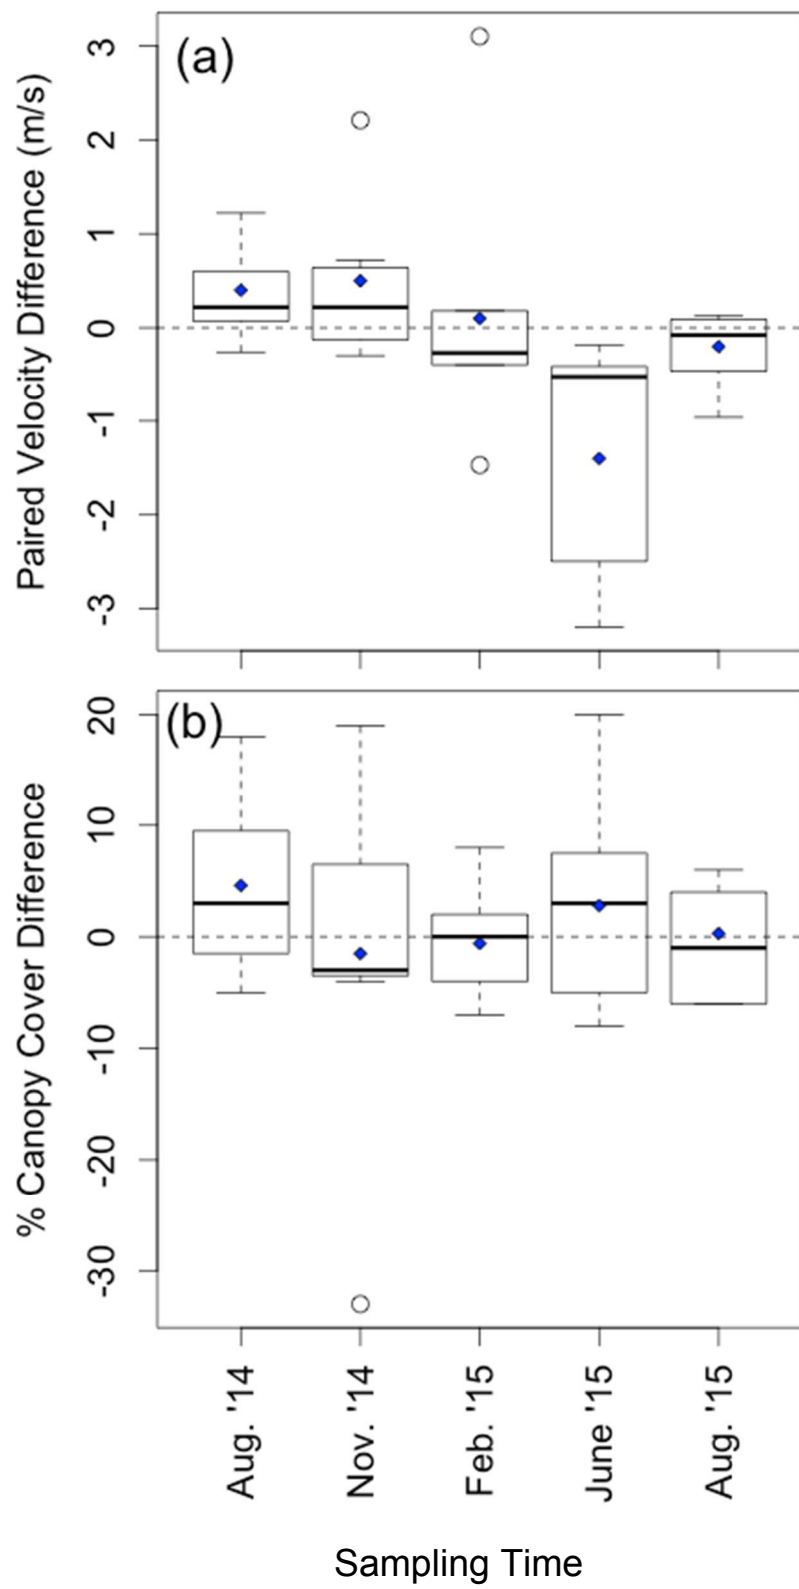 (a)
Paired Velocity Difference (m/s)
3
2
1
0
-1
-2
-3
(b)
% Canopy Cover Difference
20
10
0
-10
-20
-30
Aug. '14
Nov. '14
Feb. '15
June '15
Aug. '15
Sampling Time